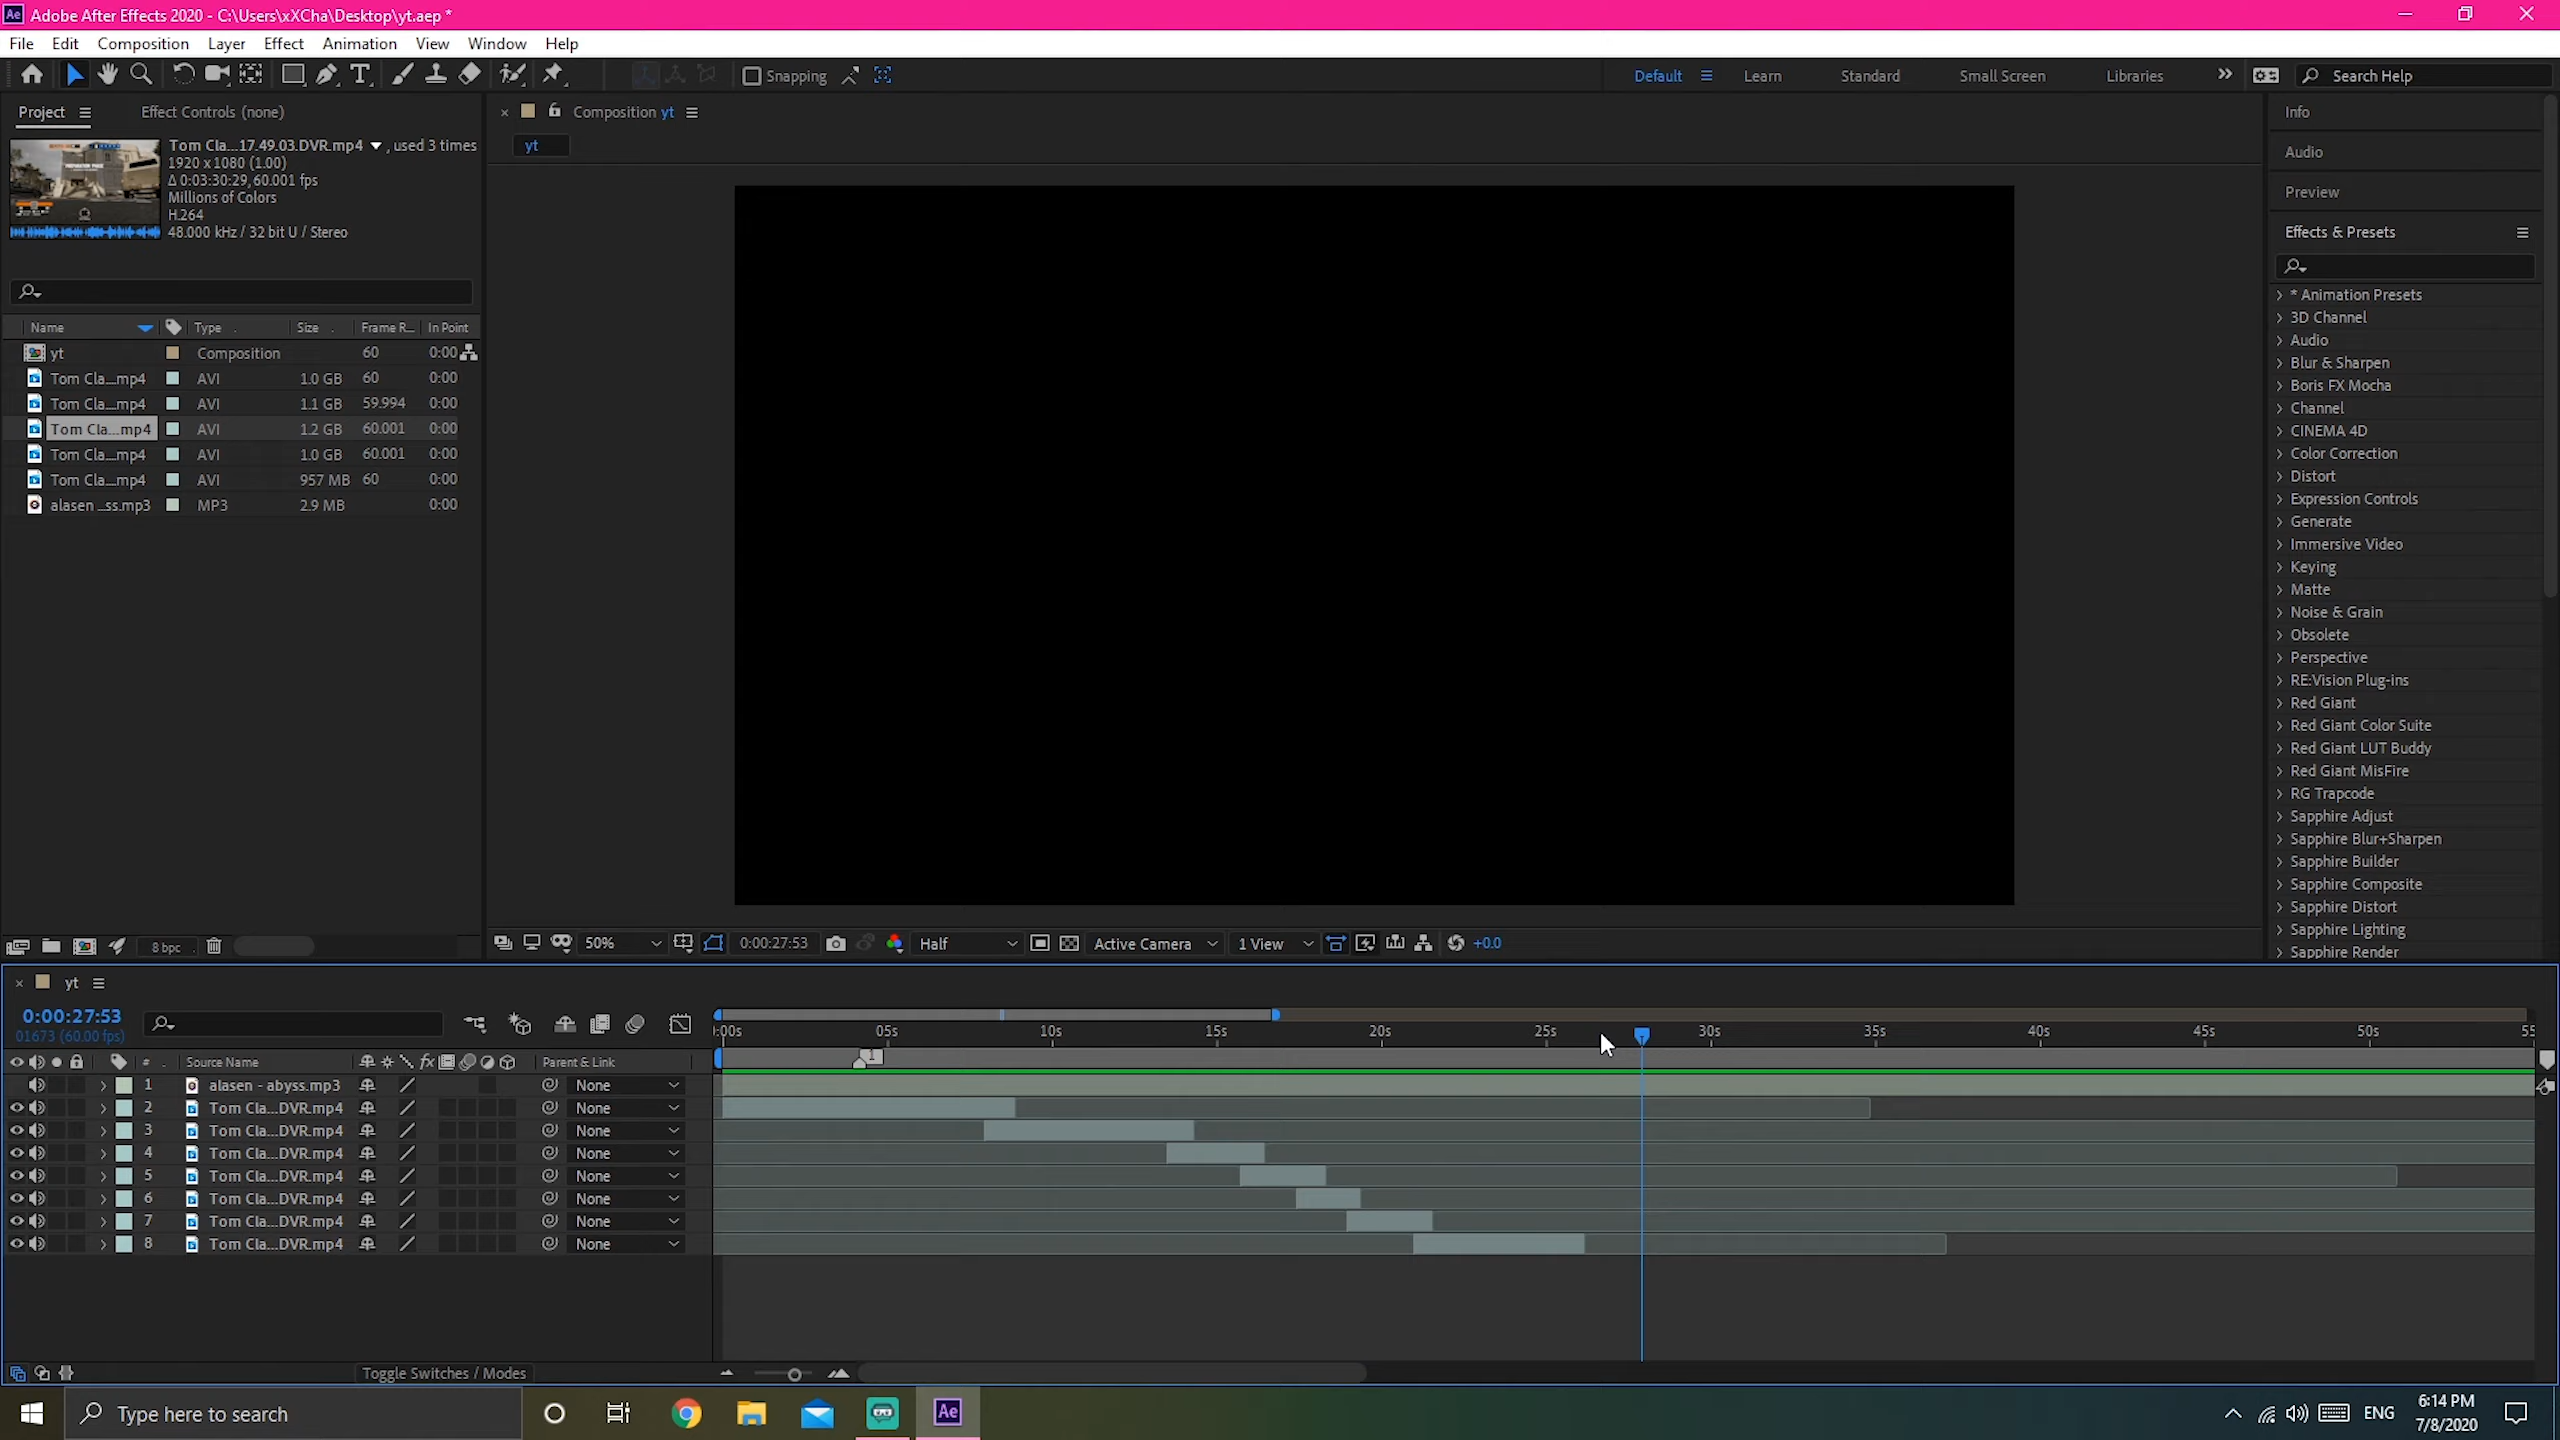 Ae Adobe After Effects 2020 - C:\Users\xXCha\Desktop\yt.aep *
File Edit Composition Layer Effect Animation View Window Help
Snapping Default Learn Standard Small Screen Libraries Search Help
Project Effect Controls (none)
Tom Cla...17.49.03.DVR.mp4 , used 3 times
1920 x 1080 (1.00)
Δ 0:03:30:29, 60.001 fps
Millions of Colors
H.264
48.000 kHz / 32 bit U / Stereo
Name Type Size Frame R... In Point
yt Composition 60 0:00
Tom Cla...mp4 AVI 1.0 GB 60 0:00
Tom Cla...mp4 AVI 1.1 GB 59.994 0:00
Tom Cla...mp4 AVI 1.2 GB 60.001 0:00
Tom Cla...mp4 AVI 1.0 GB 60.001 0:00
Tom Cla...mp4 AVI 957 MB 60 0:00
alasen ...ss.mp3 MP3 2.9 MB 0:00
8 bpc
Composition yt
yt
50% 0:00:27:53 Half Active Camera 1 View +0.0
Info
Audio
Preview
Effects & Presets
* Animation Presets
3D Channel
Audio
Blur & Sharpen
Boris FX Mocha
Channel
CINEMA 4D
Color Correction
Distort
Expression Controls
Generate
Immersive Video
Keying
Matte
Noise & Grain
Obsolete
Perspective
RE:Vision Plug-ins
Red Giant
Red Giant Color Suite
Red Giant LUT Buddy
Red Giant MisFire
RG Trapcode
Sapphire Adjust
Sapphire Blur+Sharpen
Sapphire Builder
Sapphire Composite
Sapphire Distort
Sapphire Lighting
Sapphire Render
yt
0:00:27:53
01673 (60.00 fps)
:00s 05s 10s 15s 20s 25s 30s 35s 40s 45s 50s 55
1
# Source Name fx Parent & Link
1 alasen - abyss.mp3 None
2 Tom Cla...DVR.mp4 None
3 Tom Cla...DVR.mp4 None
4 Tom Cla...DVR.mp4 None
5 Tom Cla...DVR.mp4 None
6 Tom Cla...DVR.mp4 None
7 Tom Cla...DVR.mp4 None
8 Tom Cla...DVR.mp4 None
Toggle Switches / Modes
Type here to search Ae ENG
6:14 PM
7/8/2020